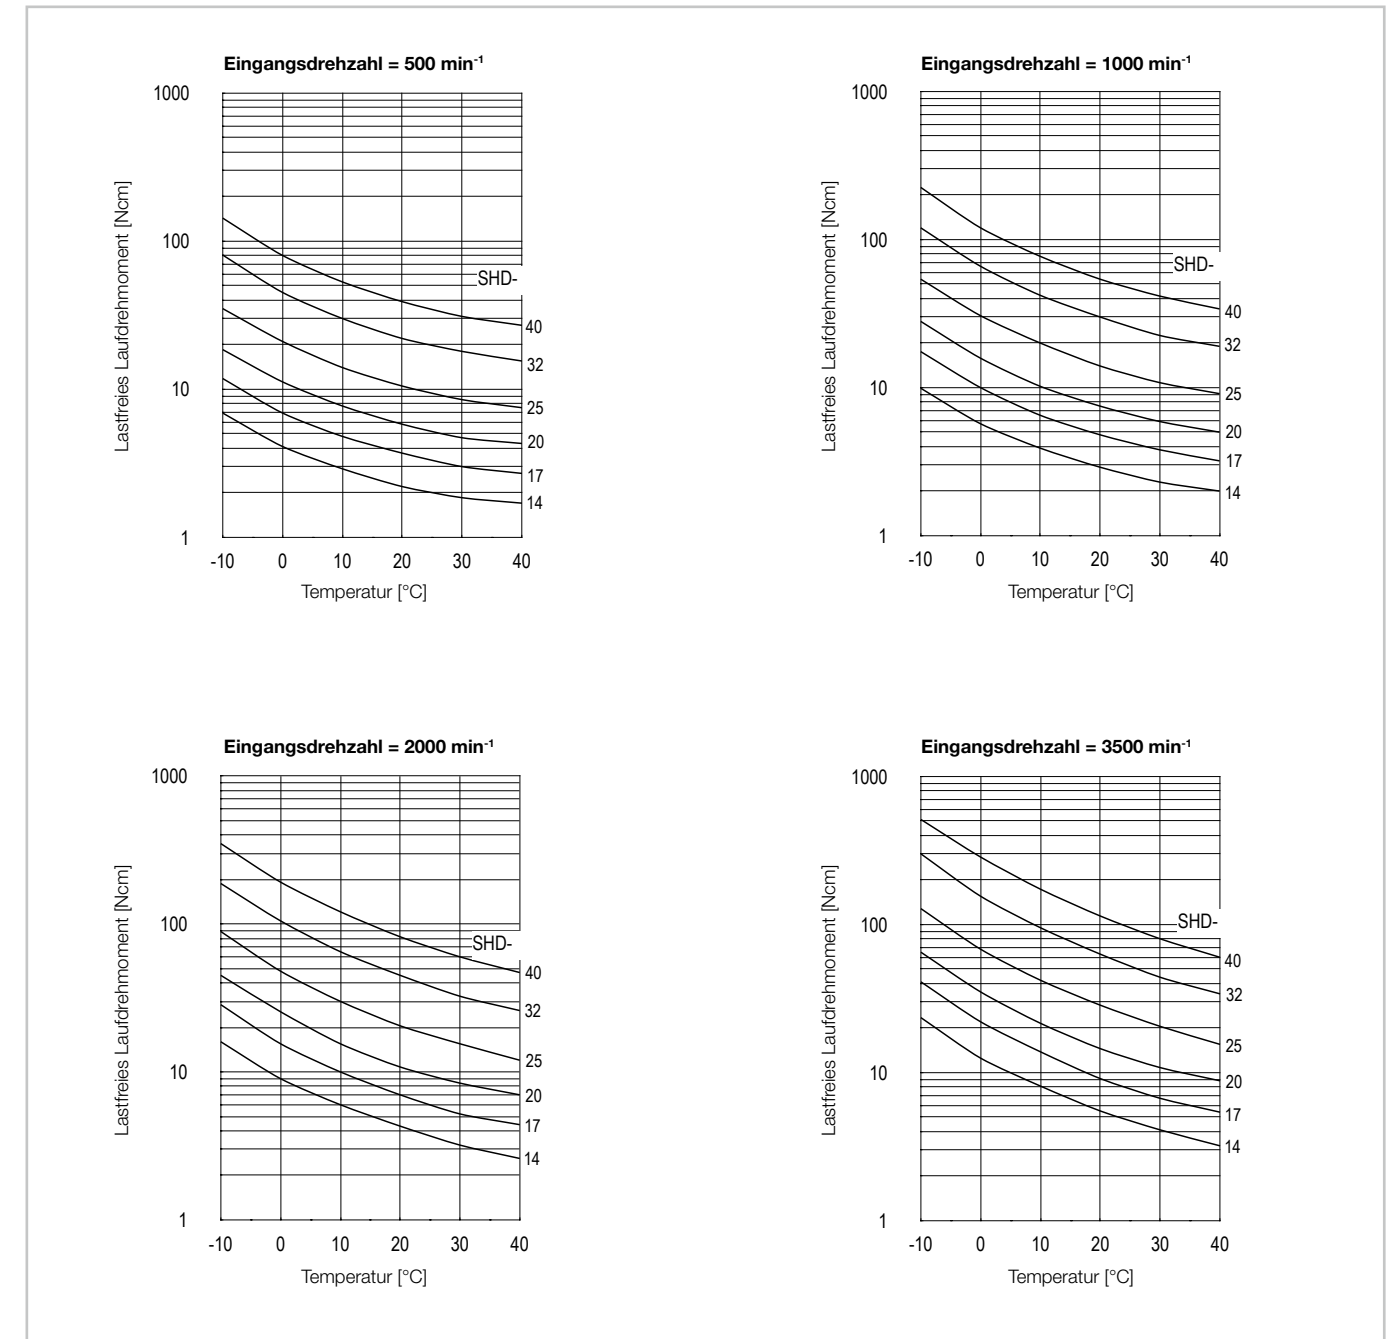 Eingangsdrehzahl = 500 min-1
1000
100
10
1
Lastfreies Laufdrehmoment [Ncm]
SHD-
40
32
25
20
17
14
-10 0 10 20 30 40
Temperatur [°C]
Eingangsdrehzahl = 1000 min-1
1000
100
10
1
Lastfreies Laufdrehmoment [Ncm]
SHD-
40
32
25
20
17
14
-10 0 10 20 30 40
Temperatur [°C]
Eingangsdrehzahl = 2000 min-1
1000
100
10
1
Lastfreies Laufdrehmoment [Ncm]
SHD-
40
32
25
20
17
14
-10 0 10 20 30 40
Temperatur [°C]
Eingangsdrehzahl = 3500 min-1
1000
100
10
1
Lastfreies Laufdrehmoment [Ncm]
SHD-
40
32
25
20
17
14
-10 0 10 20 30 40
Temperatur [°C]